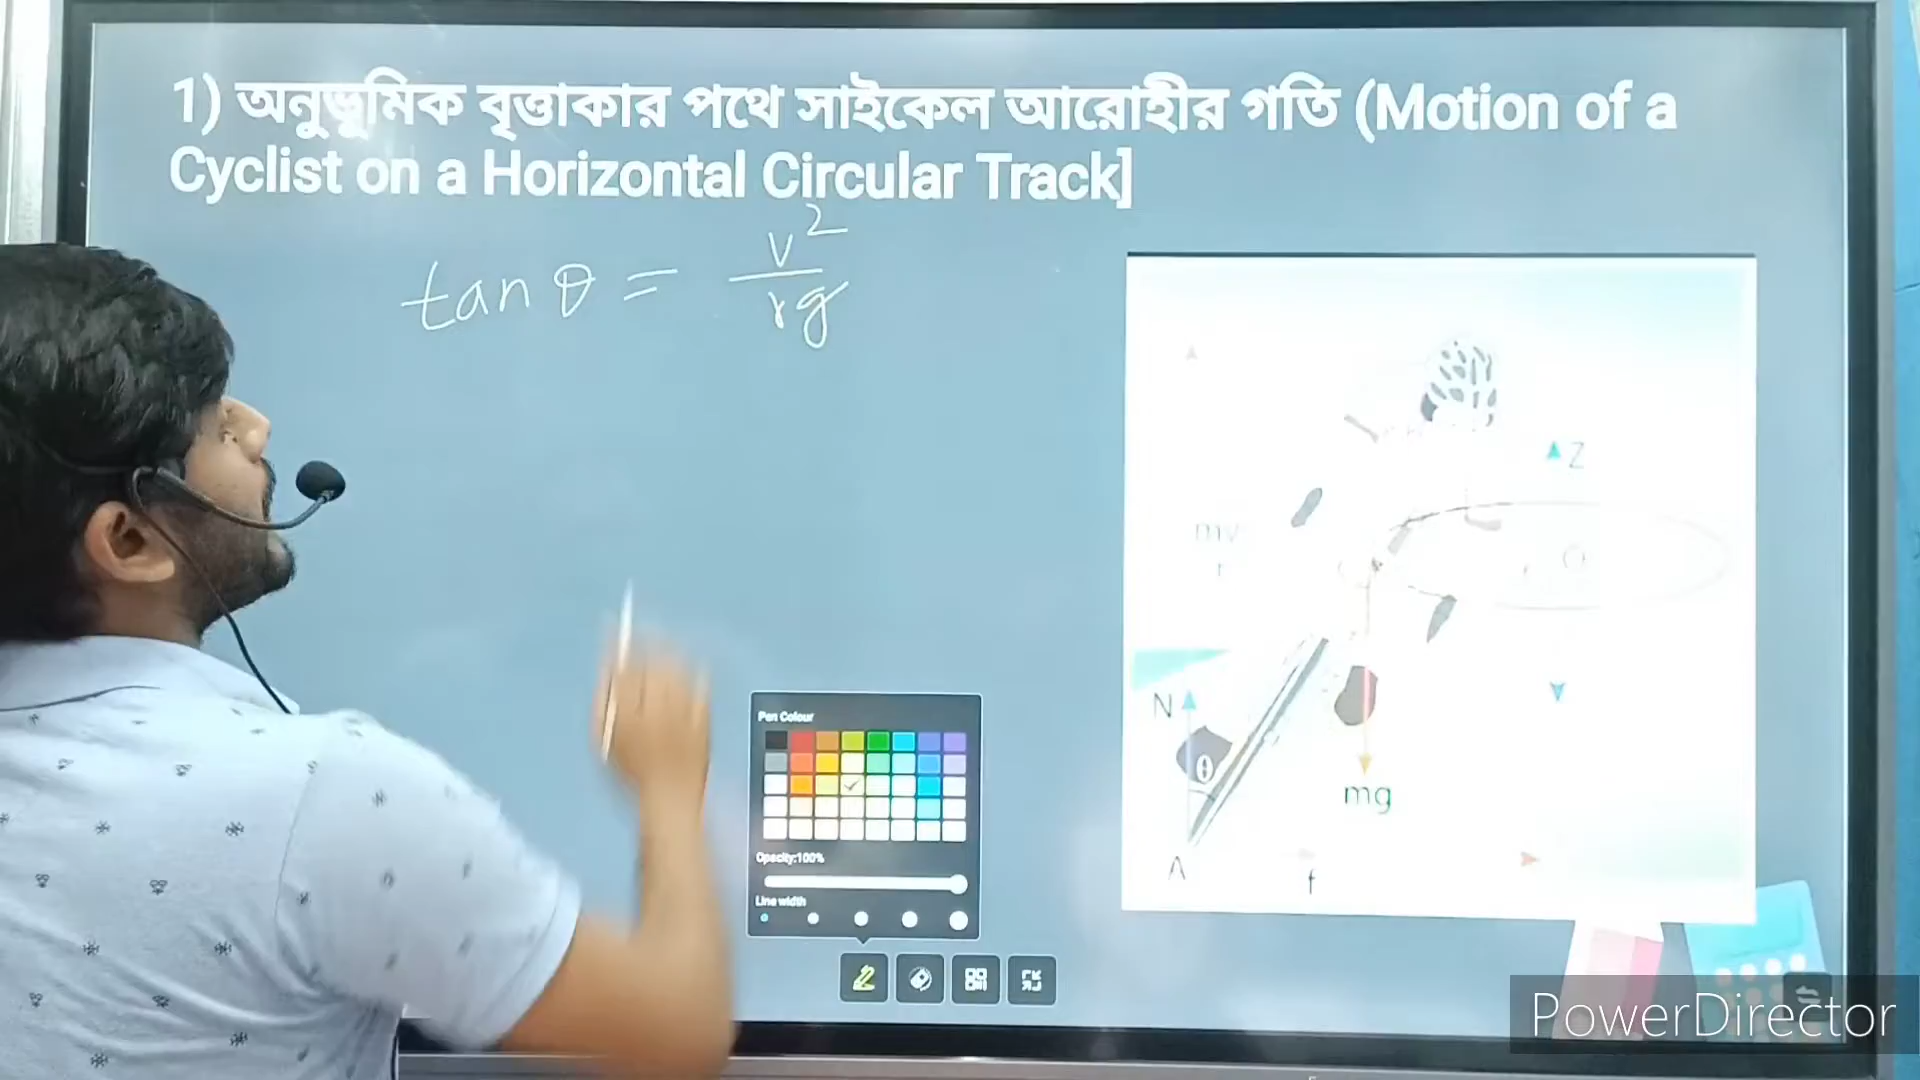 1) অনুভূমিক বৃত্তাকার পথে সাইকেল আরোহীর গতি (Motion of a
Cyclist on a Horizontal Circular Track]
tan θ = v²/rg
Z
mv
r
O
N
θ
mg
A
f
Pen Colour
Opacity:100%
Line width
PowerDirector